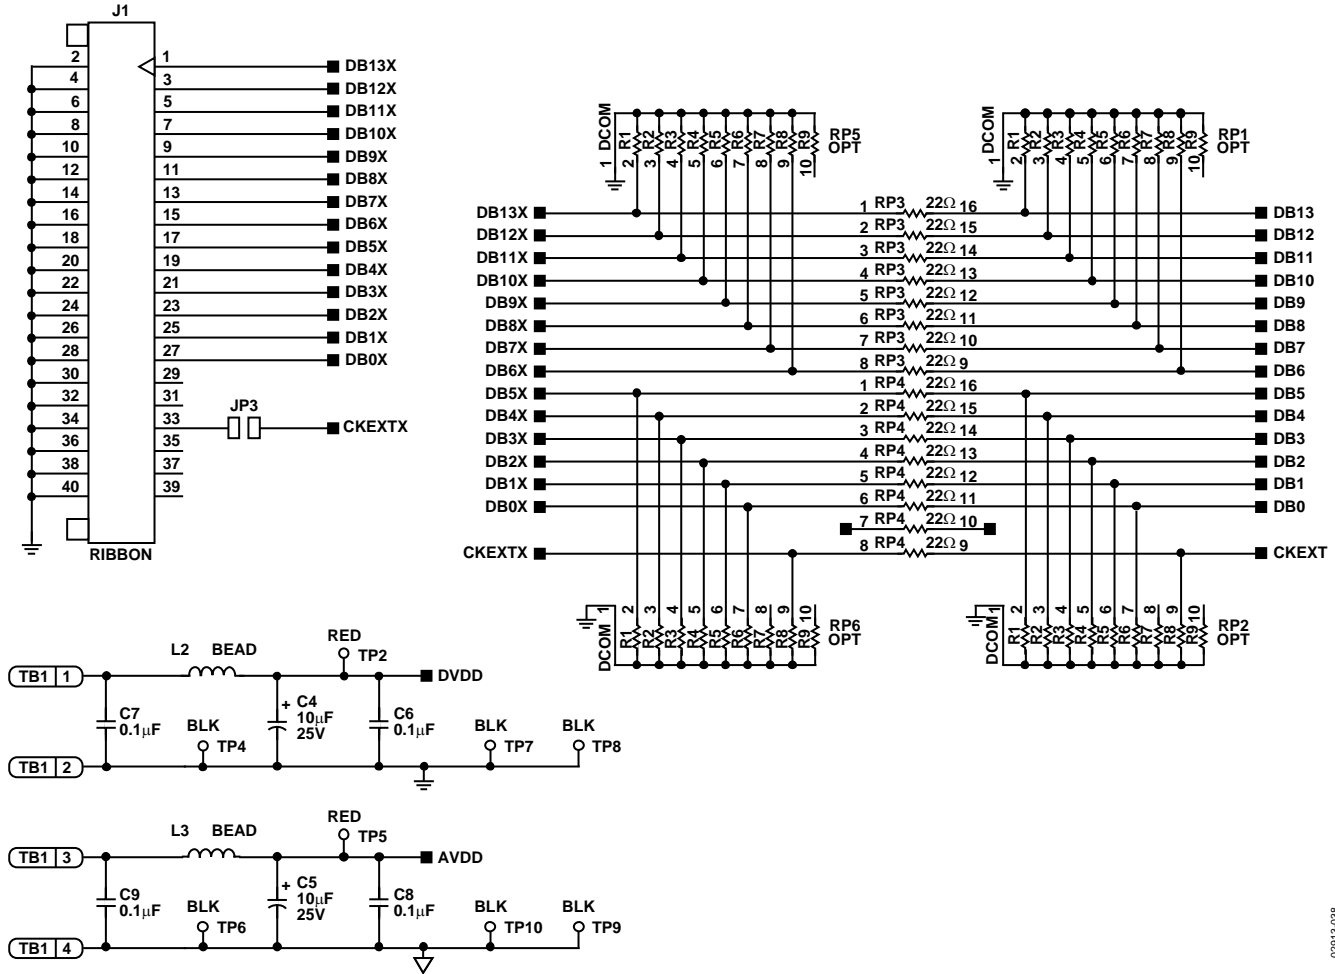 J1
2 1 DB13X
4 3 DB12X
6 5 DB11X
8 7 DB10X
10 9 DB9X
12 11 DB8X
14 13 DB7X
16 15 DB6X
18 17 DB5X
20 19 DB4X
22 21 DB3X
24 23 DB2X
26 25 DB1X
28 27 DB0X
30 29
32 31
34 33 JP3 CKEXTX
36 35
38 37
40 39
RIBBON
1 DCOM R1 R2 R3 R4 R5 R6 R7 R8 R9
2 3 4 5 6 7 8 9 10
RP5
OPT
1 DCOM R1 R2 R3 R4 R5 R6 R7 R8 R9
2 3 4 5 6 7 8 9 10
RP1
OPT
DB13X 1 RP3 22Ω 16 DB13
DB12X 2 RP3 22Ω 15 DB12
DB11X 3 RP3 22Ω 14 DB11
DB10X 4 RP3 22Ω 13 DB10
DB9X 5 RP3 22Ω 12 DB9
DB8X 6 RP3 22Ω 11 DB8
DB7X 7 RP3 22Ω 10 DB7
DB6X 8 RP3 22Ω 9 DB6
DB5X 1 RP4 22Ω 16 DB5
DB4X 2 RP4 22Ω 15 DB4
DB3X 3 RP4 22Ω 14 DB3
DB2X 4 RP4 22Ω 13 DB2
DB1X 5 RP4 22Ω 12 DB1
DB0X 6 RP4 22Ω 11 DB0
7 RP4 22Ω 10
CKEXTX 8 RP4 22Ω 9 CKEXT
1 2 3 4 5 6 7 8 9 10
DCOM R1 R2 R3 R4 R5 R6 R7 R8 R9
RP6
OPT
1 2 3 4 5 6 7 8 9 10
DCOM R1 R2 R3 R4 R5 R6 R7 R8 R9
RP2
OPT
L2 BEAD
RED
TP2
TB1 1
DVDD
C7
0.1μF
BLK
TP4
+ C4
10μF
25V
C6
0.1μF
BLK
TP7
BLK
TP8
TB1 2
L3 BEAD
RED
TP5
TB1 3
AVDD
C9
0.1μF
BLK
TP6
+ C5
10μF
25V
C8
0.1μF
BLK
TP10
BLK
TP9
TB1 4
02913-038